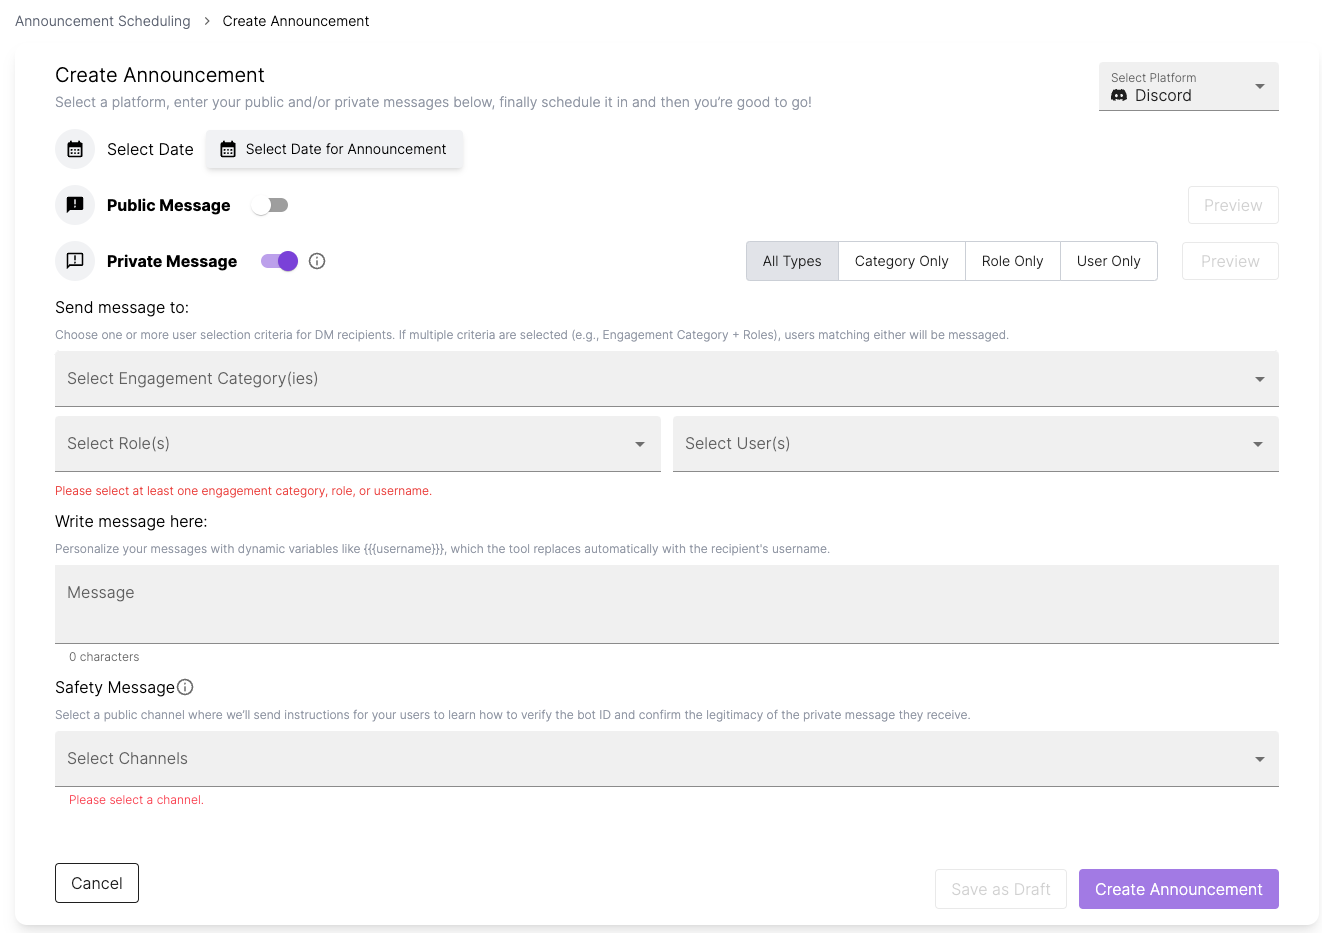 Announcement Scheduling > Create Announcement
Create Announcement
Select a platform, enter your public and/or private messages below, finally schedule it in and then you're good to go!
Select Platform
Discord
Select Date
Select Date for Announcement
Public Message
Preview
Private Message
All Types
Category Only
Role Only
User Only
Preview
Send message to:
Choose one or more user selection criteria for DM recipients. If multiple criteria are selected (e.g., Engagement Category + Roles), users matching either will be messaged.
Select Engagement Category(ies)
Select Role(s)
Select User(s)
Please select at least one engagement category, role, or username.
Write message here:
Personalize your messages with dynamic variables like {{{username}}}, which the tool replaces automatically with the recipient's username.
Message
0 characters
Safety Message
Select a public channel where we'll send instructions for your users to learn how to verify the bot ID and confirm the legitimacy of the private message they receive.
Select Channels
Please select a channel.
Cancel
Save as Draft
Create Announcement